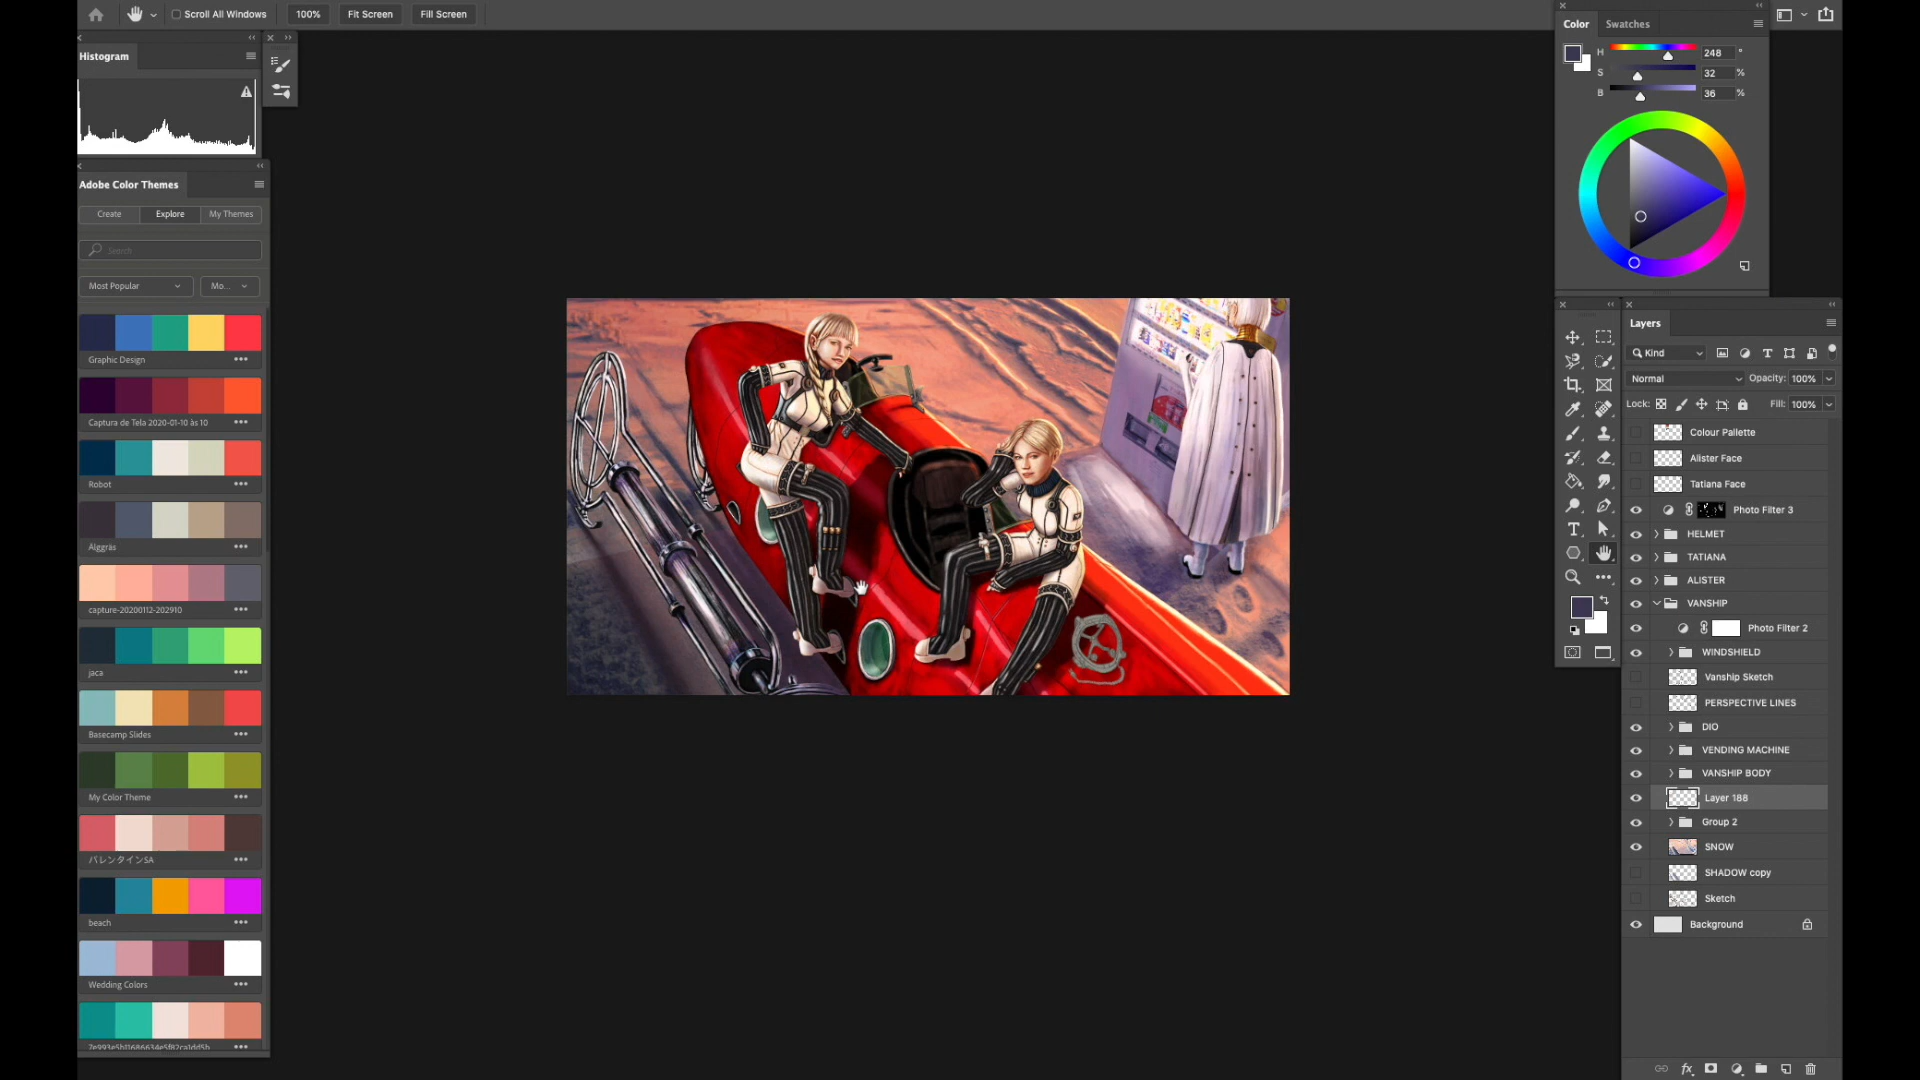 Scroll All Windows
100%
Fit Screen
Fill Screen
Histogram
Adobe Color Themes
Create
Explore
My Themes
Search
Most Popular
Mo...
Graphic Design
Captura de Tela 2020-01-10 às 10
Robot
Älggräs
capture-20200112-202910
jaca
Basecamp Slides
My Color Theme
バレンタインSA
beach
Wedding Colors
Color
Swatches
H
248
°
S
32
%
B
36
%
Layers
Kind
Normal
Opacity:
100%
Lock:
Fill:
100%
Colour Pallette
Alister Face
Tatiana Face
Photo Filter 3
HELMET
TATIANA
ALISTER
VANSHIP
Photo Filter 2
WINDSHIELD
Vanship Sketch
PERSPECTIVE LINES
DIO
VENDING MACHINE
VANSHIP BODY
Layer 188
Group 2
SNOW
SHADOW copy
Sketch
Background